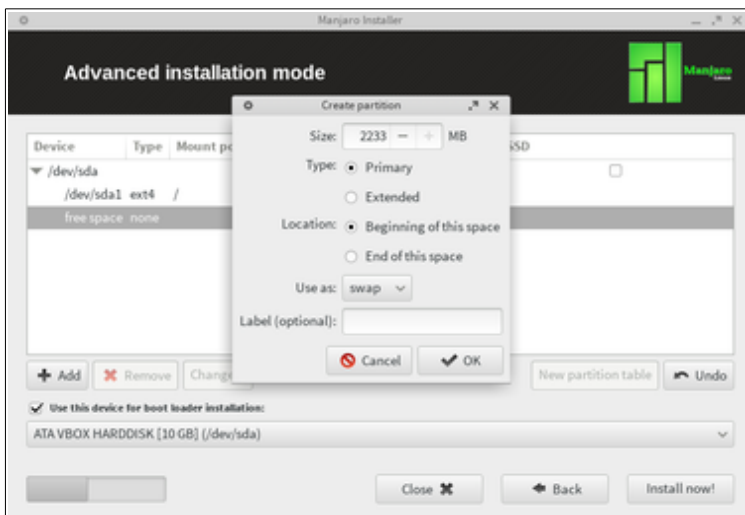 Manjaro Installer
Advanced installation mode
Manjaro
Create partition
Size: 2233 MB
Device Type Mount po SSD
Type: Primary
/dev/sda
Extended
/dev/sda1 ext4 /
free space none
Location: Beginning of this space
End of this space
Use as: swap
Label (optional):
Cancel OK
Add Remove Change New partition table Undo
Use this device for boot loader installation:
ATA VBOX HARDDISK [10 GB] (/dev/sda)
Close Back Install now!